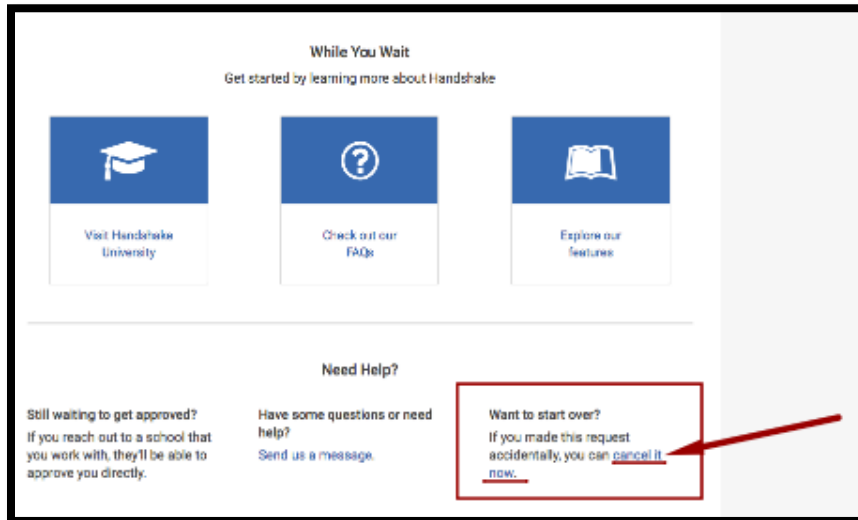 While You Wait
Get started by learning more about Handshake
Visit Handshake
University
Check out our
FAQs
Explore our
features
Need Help?
Still waiting to get approved?
If you reach out to a school that
you work with, they'll be able to
approve you directly.
Have some questions or need
help?
Send us a message.
Want to start over?
If you made this request
accidentally, you can cancel it
now.